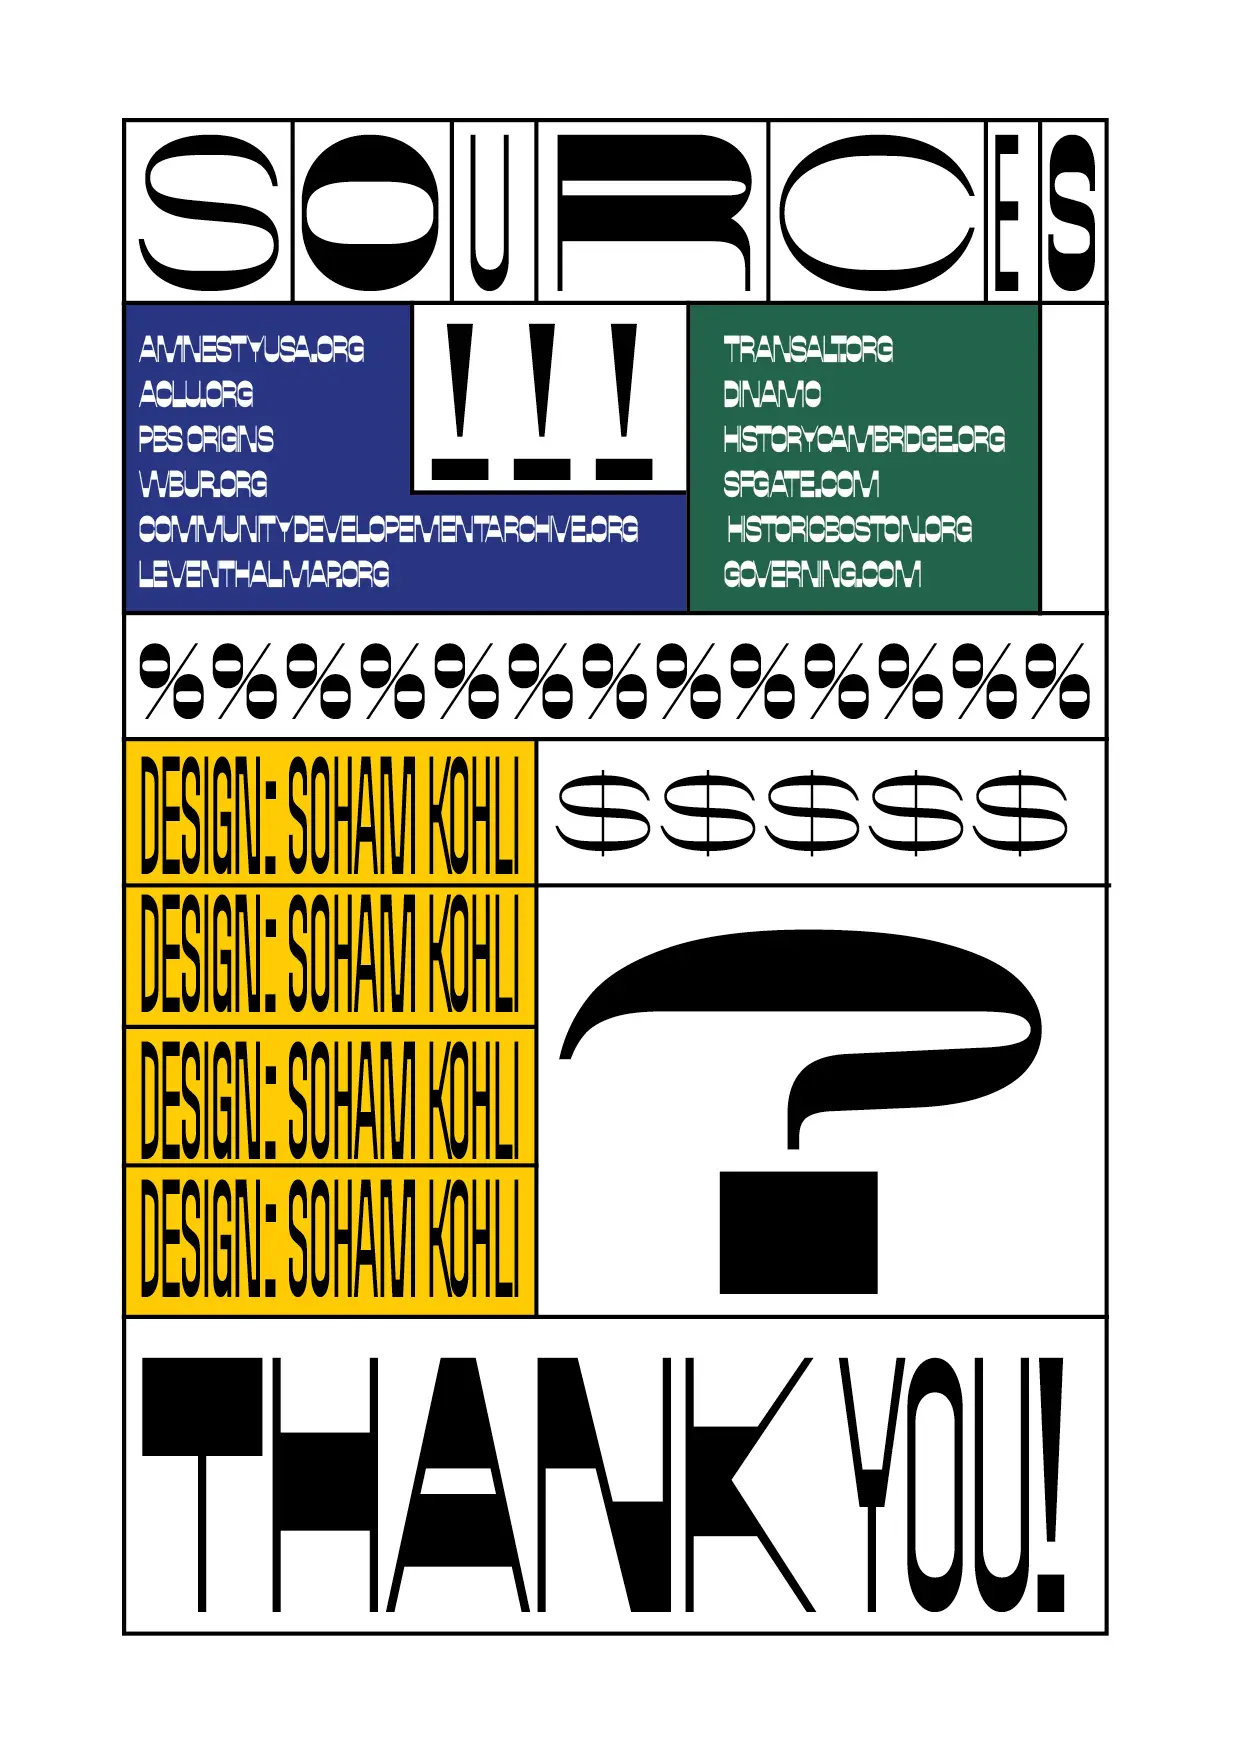 SOURCES
AMNESTYUSA.ORG
ACLU.ORG
PBS ORIGINS
WBUR.ORG
COMMUNITYDEVELOPEMENTARCHIVE.ORG
LEVENTHALMAP.ORG
!!!
TRANSALT.ORG
DINAMO
HISTORYCAMBRIDGE.ORG
SFGATE.COM
HISTORICBOSTON.ORG
GOVERNING.COM
%%%%%%%%%%%%%
DESIGN: SOHAM KOHLI
$$$$$
DESIGN: SOHAM KOHLI
DESIGN: SOHAM KOHLI
DESIGN: SOHAM KOHLI
?
THANK YOU!